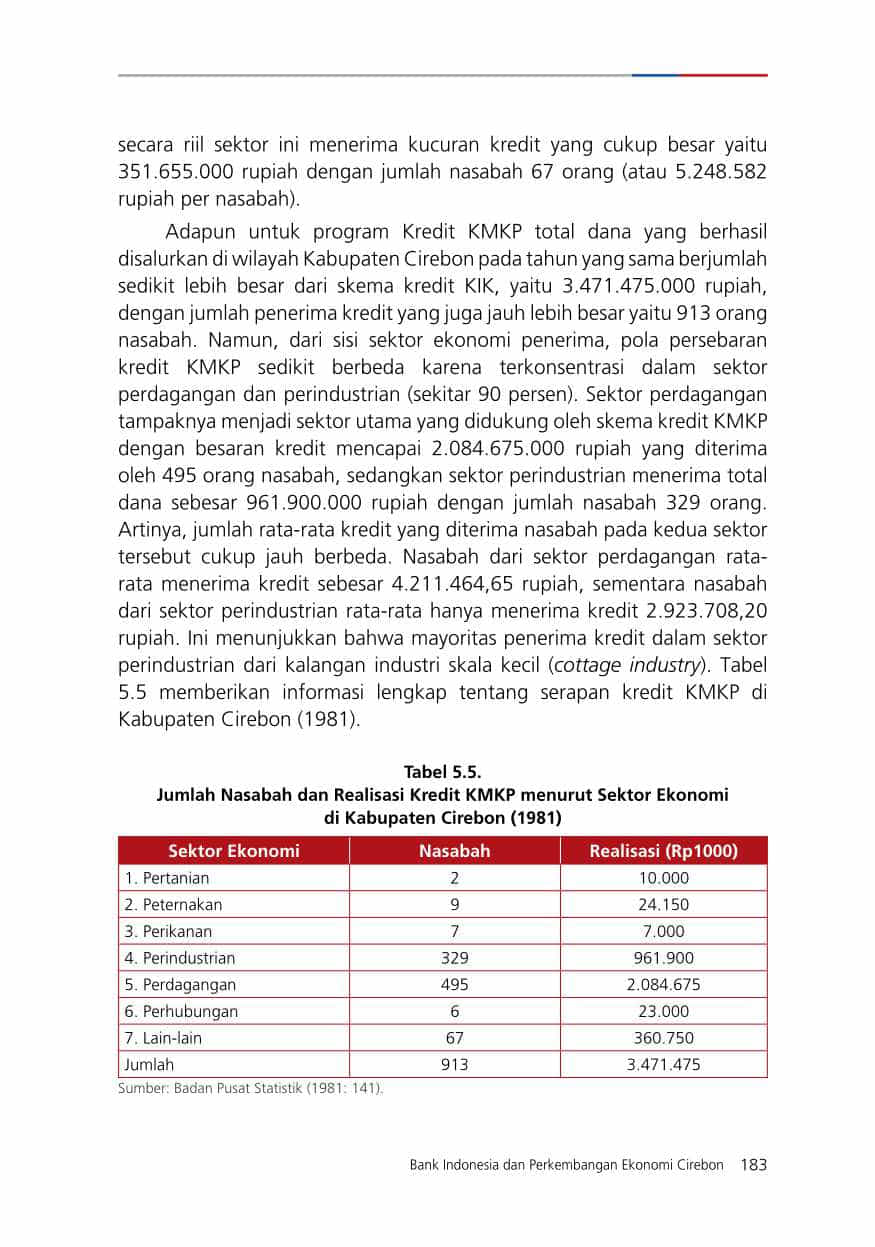 secara riil sektor ini menerima kucuran kredit yang cukup besar yaitu
351.655.000 rupiah dengan jumlah nasabah 67 orang (atau 5.248.582
rupiah per nasabah).
Adapun untuk program Kredit KMKP total dana yang berhasil
disalurkan di wilayah Kabupaten Cirebon pada tahun yang sama berjumlah
sedikit lebih besar dari skema kredit KIK, yaitu 3.471.475.000 rupiah,
dengan jumlah penerima kredit yang juga jauh lebih besar yaitu 913 orang
nasabah. Namun, dari sisi sektor ekonomi penerima, pola persebaran
kredit KMKP sedikit berbeda karena terkonsentrasi dalam sektor
perdagangan dan perindustrian (sekitar 90 persen). Sektor perdagangan
tampaknya menjadi sektor utama yang didukung oleh skema kredit KMKP
dengan besaran kredit mencapai 2.084.675.000 rupiah yang diterima
oleh 495 orang nasabah, sedangkan sektor perindustrian menerima total
dana sebesar 961.900.000 rupiah dengan jumlah nasabah 329 orang.
Artinya, jumlah rata-rata kredit yang diterima nasabah pada kedua sektor
tersebut cukup jauh berbeda. Nasabah dari sektor perdagangan rata-
rata menerima kredit sebesar 4.211.464,65 rupiah, sementara nasabah
dari sektor perindustrian rata-rata hanya menerima kredit 2.923.708,20
rupiah. Ini menunjukkan bahwa mayoritas penerima kredit dalam sektor
perindustrian dari kalangan industri skala kecil (cottage industry). Tabel
5.5 memberikan informasi lengkap tentang serapan kredit KMKP di
Kabupaten Cirebon (1981).
Tabel 5.5.
Jumlah Nasabah dan Realisasi Kredit KMKP menurut Sektor Ekonomi
di Kabupaten Cirebon (1981)
Sektor Ekonomi Nasabah Realisasi (Rp1000)
1. Pertanian 2 10.000
2. Peternakan 9 24.150
3. Perikanan 7 7.000
4. Perindustrian 329 961.900
5. Perdagangan 495 2.084.675
6. Perhubungan 6 23.000
7. Lain-lain 67 360.750
Jumlah 913 3.471.475
Sumber: Badan Pusat Statistik (1981: 141).
Bank Indonesia dan Perkembangan Ekonomi Cirebon 183